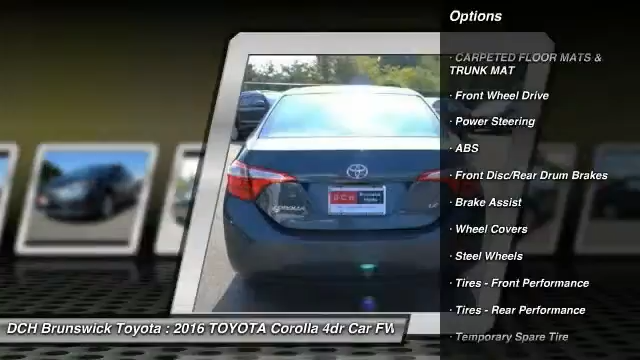 Options
· CARPETED FLOOR MATS &
TRUNK MAT
· Front Wheel Drive
· Power Steering
· ABS
· Front Disc/Rear Drum Brakes
· Brake Assist
· Wheel Covers
· Steel Wheels
· Tires - Front Performance
· Tires - Rear Performance
· Temporary Spare Tire
COROLLA
DCH
DCH Brunswick Toyota : 2016 TOYOTA Corolla 4dr Car FW